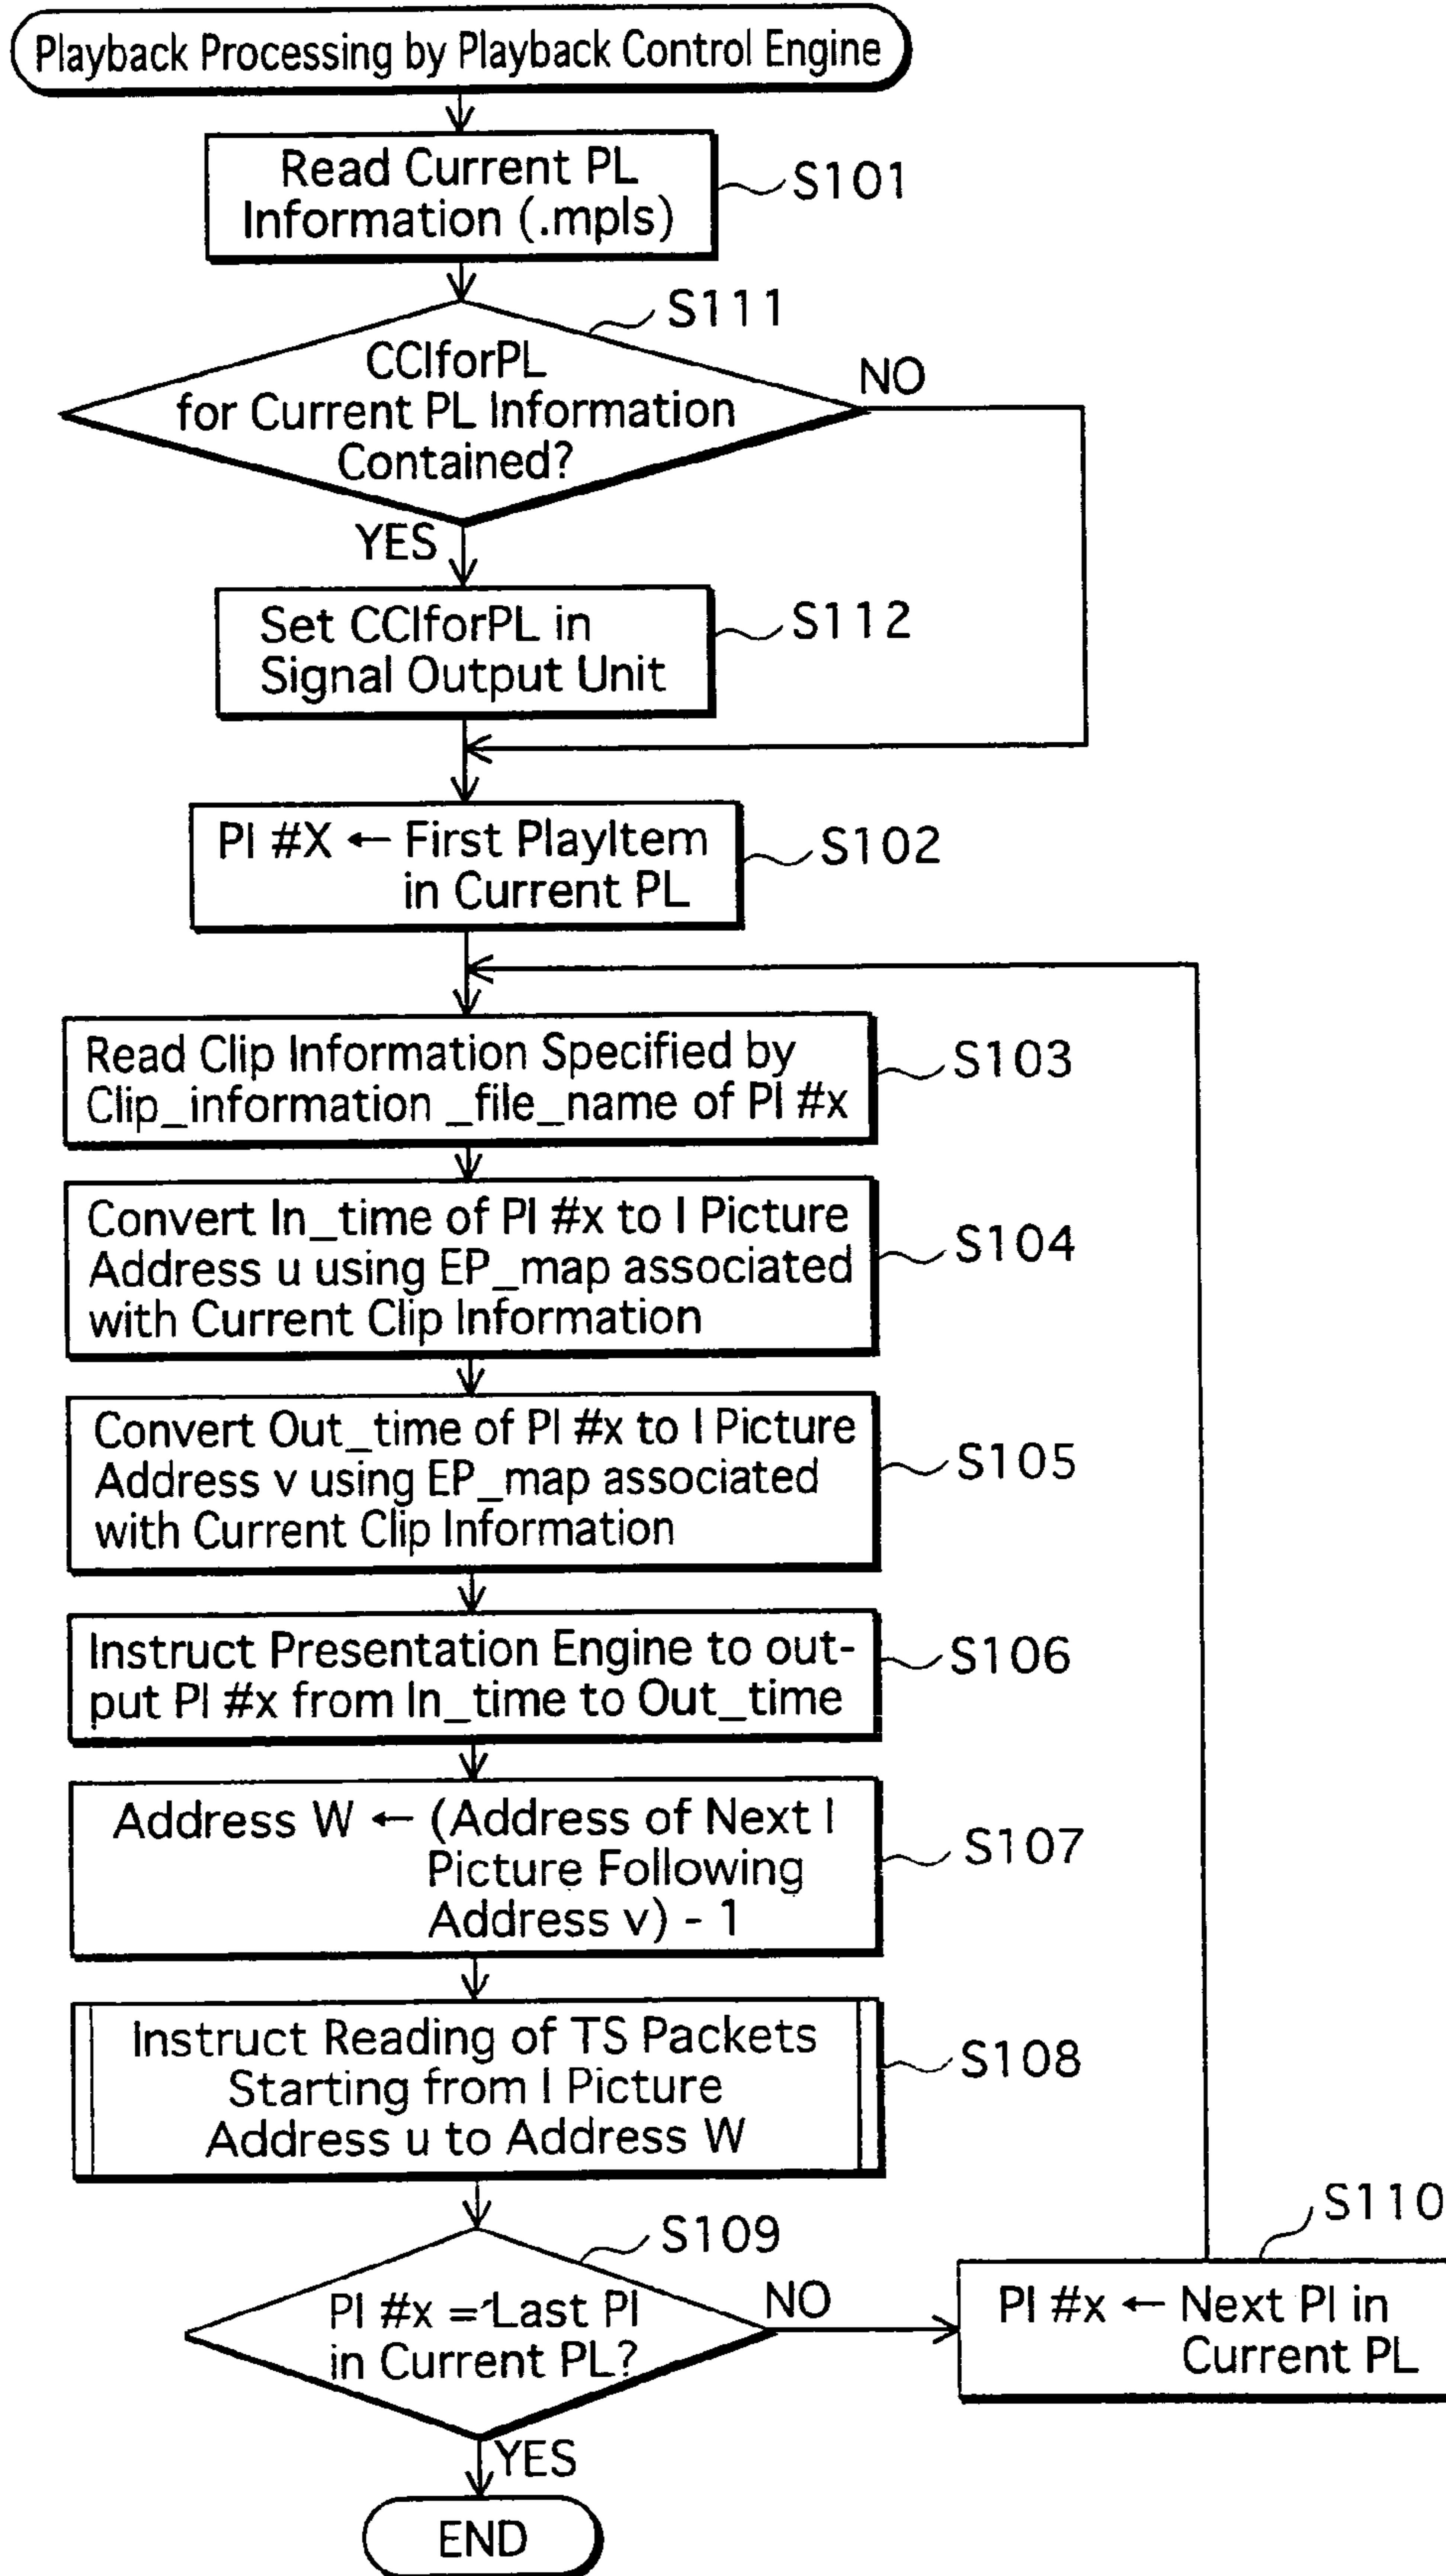 Playback Processing by Playback Control Engine
Read Current PL
Information (.mpls)
S101
S111
CCIforPL
for Current PL Information
Contained?
NO
YES
Set CCIforPL in
Signal Output Unit
S112
PI #X ← First PlayItem
in Current PL
S102
Read Clip Information Specified by
Clip_information _file_name of PI #x
S103
Convert In_time of PI #x to I Picture
Address u using EP_map associated
with Current Clip Information
S104
Convert Out_time of PI #x to I Picture
Address v using EP_map associated
with Current Clip Information
S105
Instruct Presentation Engine to out-
put PI #x from In_time to Out_time
S106
Address W ← (Address of Next I
Picture Following
Address v) - 1
S107
Instruct Reading of TS Packets
Starting from I Picture
Address u to Address W
S108
S109
PI #x = Last PI
in Current PL?
NO
YES
S110
PI #x ← Next PI in
Current PL
END